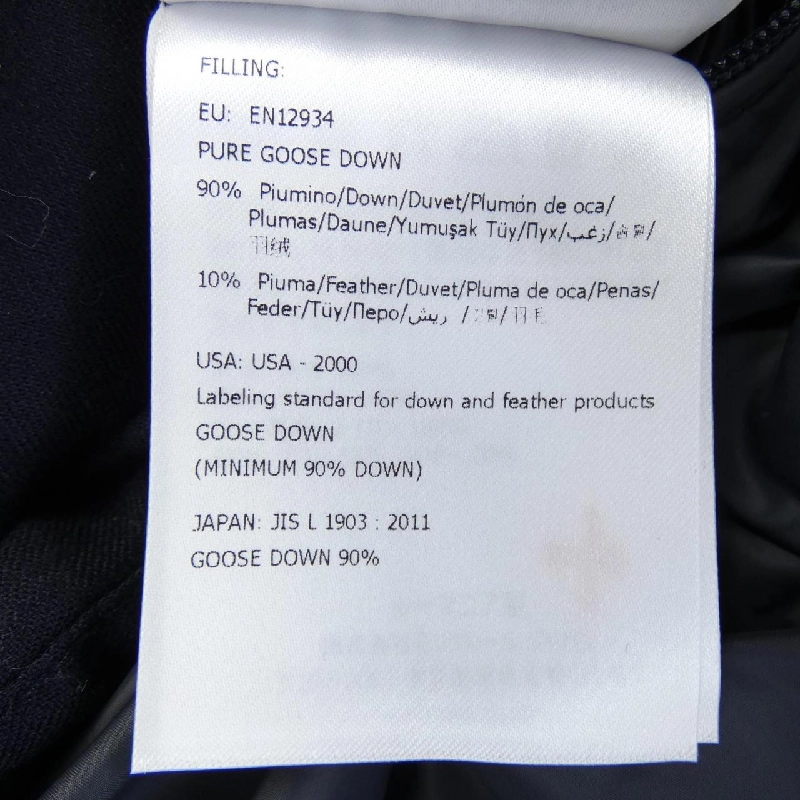 FILLING:
EU: EN12934
PURE GOOSE DOWN
90% Piumino/Down/Duvet/Plumón de oca/
Plumas/Daune/Yumuşak Tüy/Пух/زغب/
羽绒
10% Piuma/Feather/Duvet/Pluma de oca/Penas/
Feder/Tüy/Перо/ريش /
USA: USA - 2000
Labeling standard for down and feather products
GOOSE DOWN
(MINIMUM 90% DOWN)
JAPAN: JIS L 1903 : 2011
GOOSE DOWN 90%